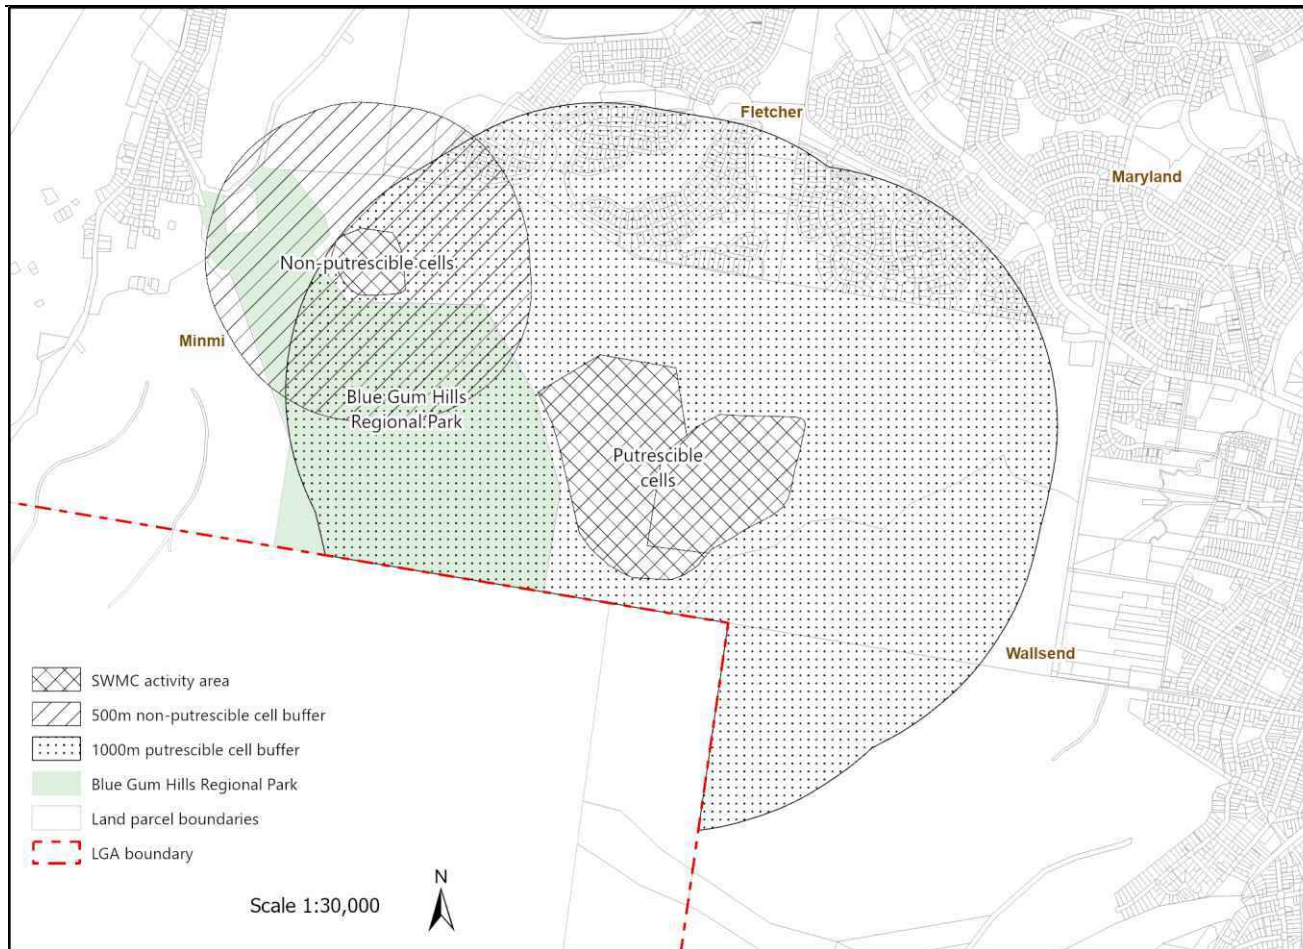 Fletcher
Maryland
Non-putrescible cells
Minmi
Blue Gum Hills
Regional Park
Putrescible
cells
Wallsend
SWMC activity area
500m non-putrescible cell buffer
1000m putrescible cell buffer
Blue Gum Hills Regional Park
Land parcel boundaries
LGA boundary
N
Scale 1:30,000